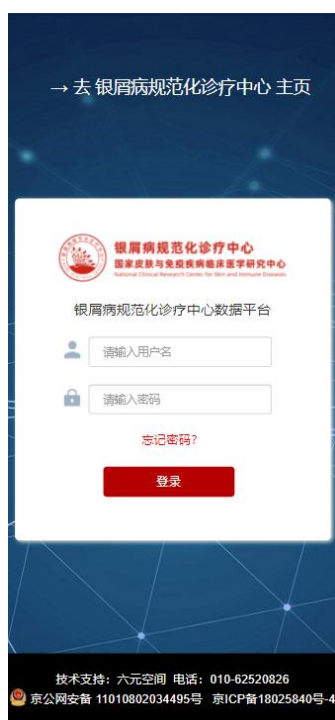 →去 银屑病规范化诊疗中心 主页
银屑病规范化诊疗中心
国家皮肤与免疫疾病临床医学研究中心
National Clinical Research Center for Skin and Immune Diseases
银屑病规范化诊疗中心数据平台
请输入用户名
请输入密码
忘记密码?
登录
技术支持：六元空间 电话：010-62520826
京公网安备 11010802034495号 京ICP备18025840号-4